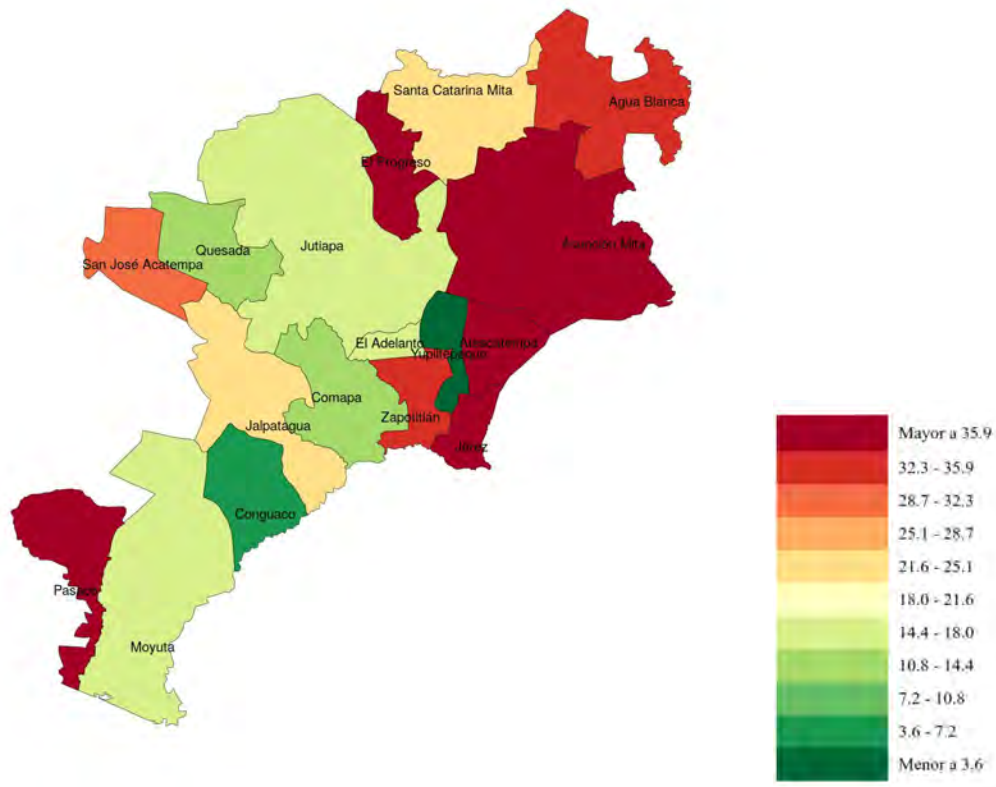 Santa Catarina Mita
Agua Blanca
El Progreso
Asunción Mita
Jutiapa
Quesada
San José Acatempa
El Adelanto
Atescatempa
Yupiltepeque
Comapa
Zapotitlán
Jalpatagua
Jerez
Conguaco
Pasaco
Moyuta
Mayor a 35.9
32.3 - 35.9
28.7 - 32.3
25.1 - 28.7
21.6 - 25.1
18.0 - 21.6
14.4 - 18.0
10.8 - 14.4
7.2 - 10.8
3.6 - 7.2
Menor a 3.6